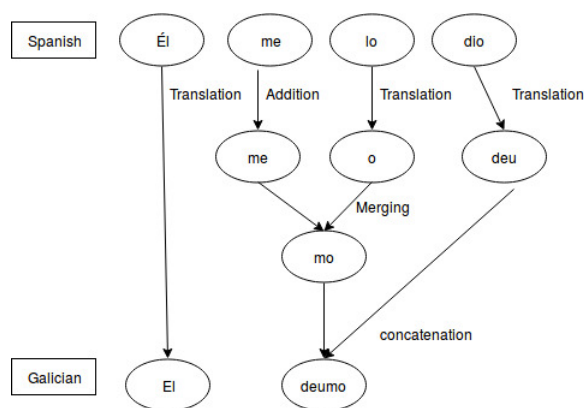 Spanish Él me lo dio
Translation Addition Translation Translation
me o deu
Merging
mo
concatenation
Galician El deumo